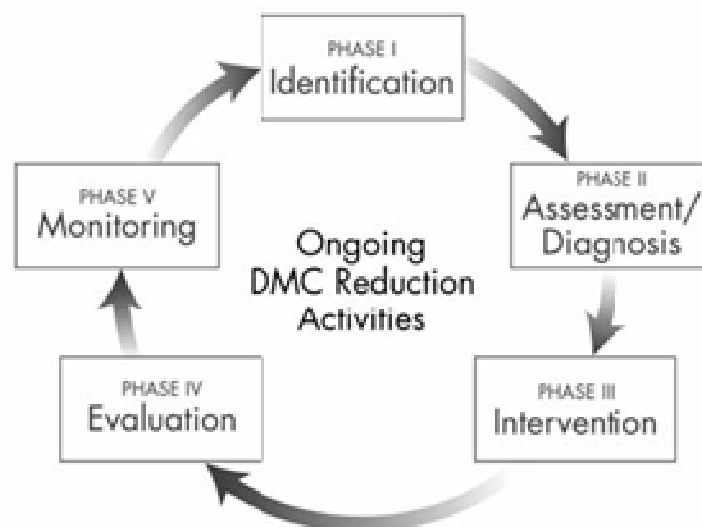 PHASE I
Identification
PHASE II
Assessment/
Diagnosis
PHASE III
Intervention
PHASE IV
Evaluation
PHASE V
Monitoring
Ongoing
DMC Reduction
Activities